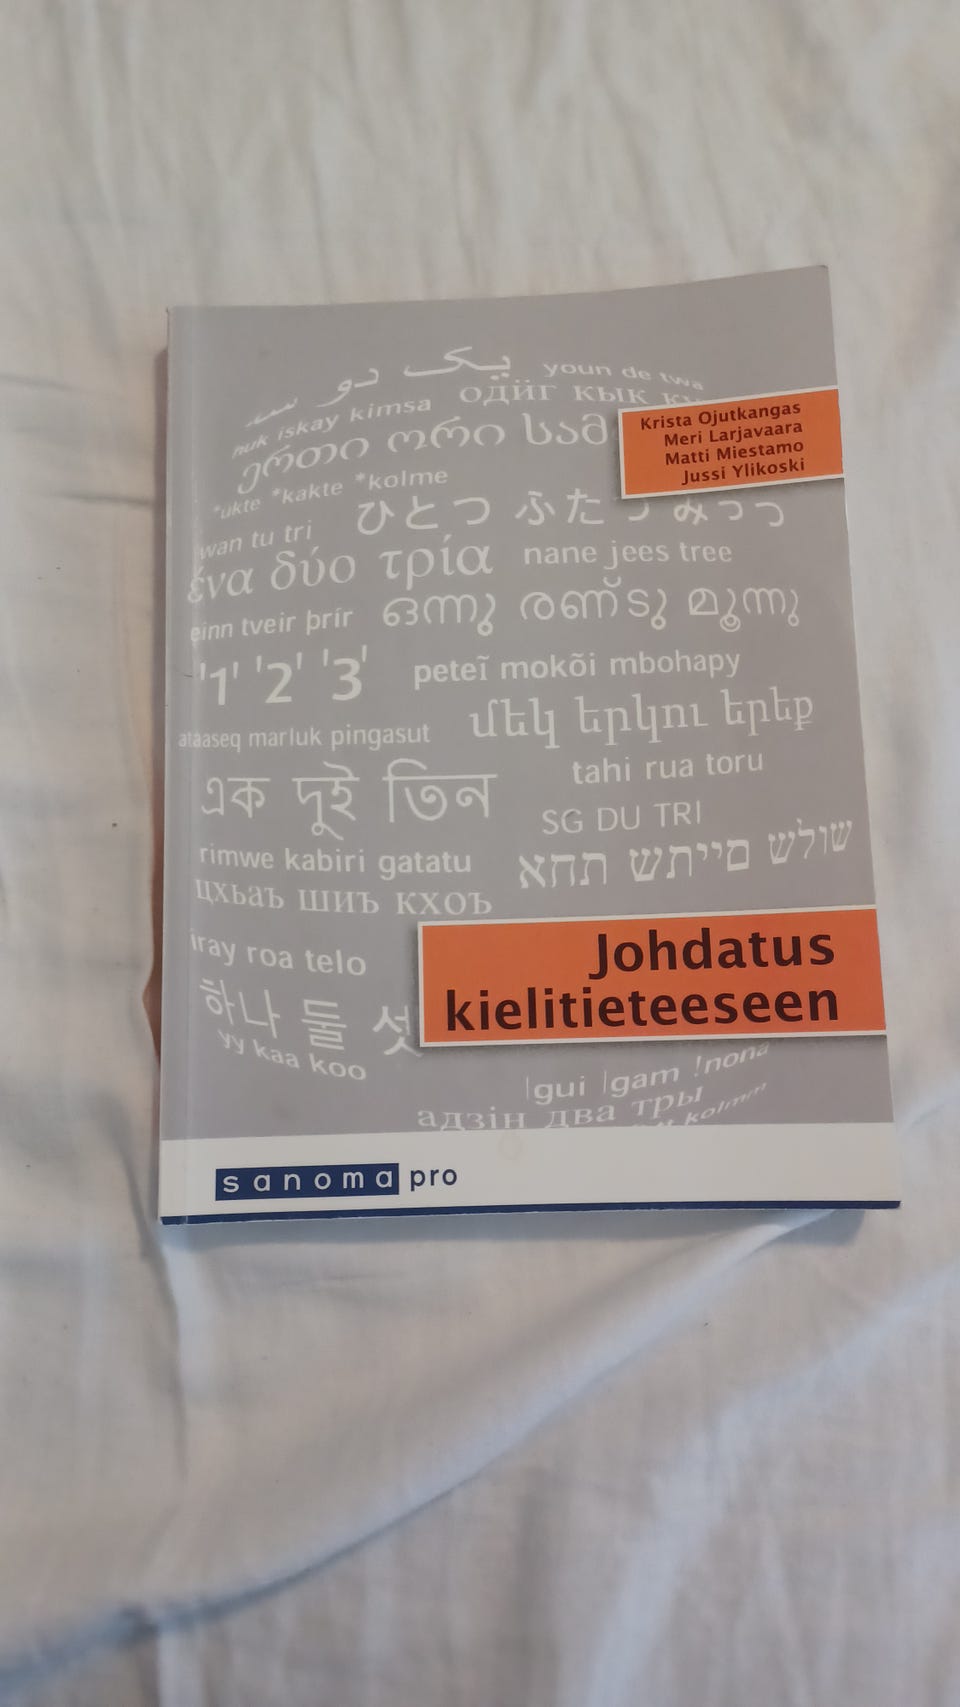 یک دو سه
youn de twa
nuk iskay kimsa
одӥг кык
ერთი ორი სამ
Krista Ojutkangas
Meri Larjavaara
Matti Miestamo
Jussi Ylikoski
*ukte *kakte *kolme
ひとつ ふたつ みっつ
wan tu tri
ένα δύο τρία
nane jees tree
einn tveir þrír
ഒന്നു രണ്ടു മൂന്നു
'1' '2' '3'
peteĩ mokõi mbohapy
ataaseq marluk pingasut
մեկ երկու երեք
tahi rua toru
এক দুই তিন
SG DU TRI
rimwe kabiri gatatu
אחת שתיים שלוש
цхьаъ шиъ кхоъ
iray roa telo
Johdatus
kielitieteeseen
하나 둘 셋
yy kaa koo
ǀgui ǀgam !nona
адзін два тры
sanoma pro